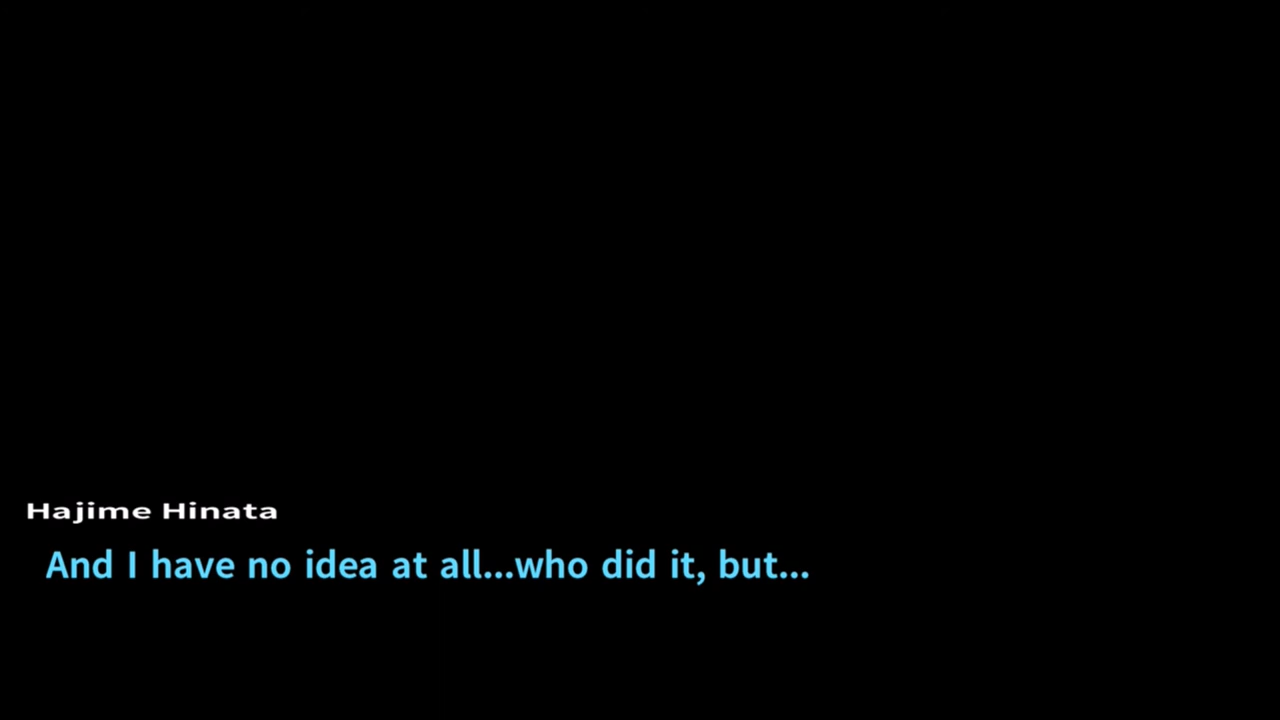 Hajime Hinata
And I have no idea at all...who did it, but...